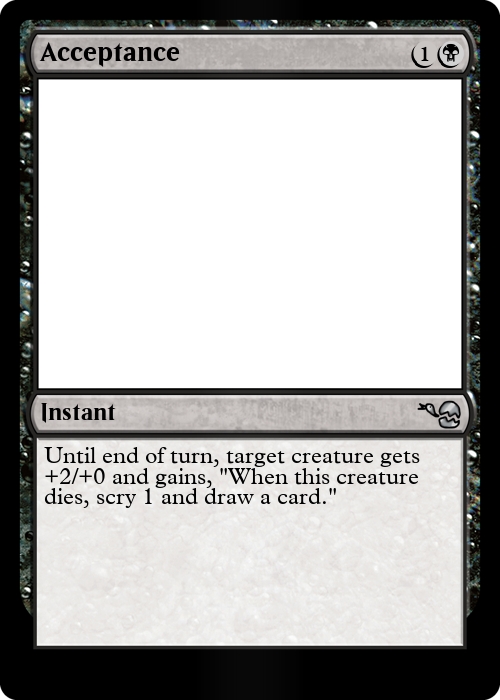 Acceptance 1
Instant
Until end of turn, target creature gets
+2/+0 and gains, "When this creature
dies, scry 1 and draw a card."